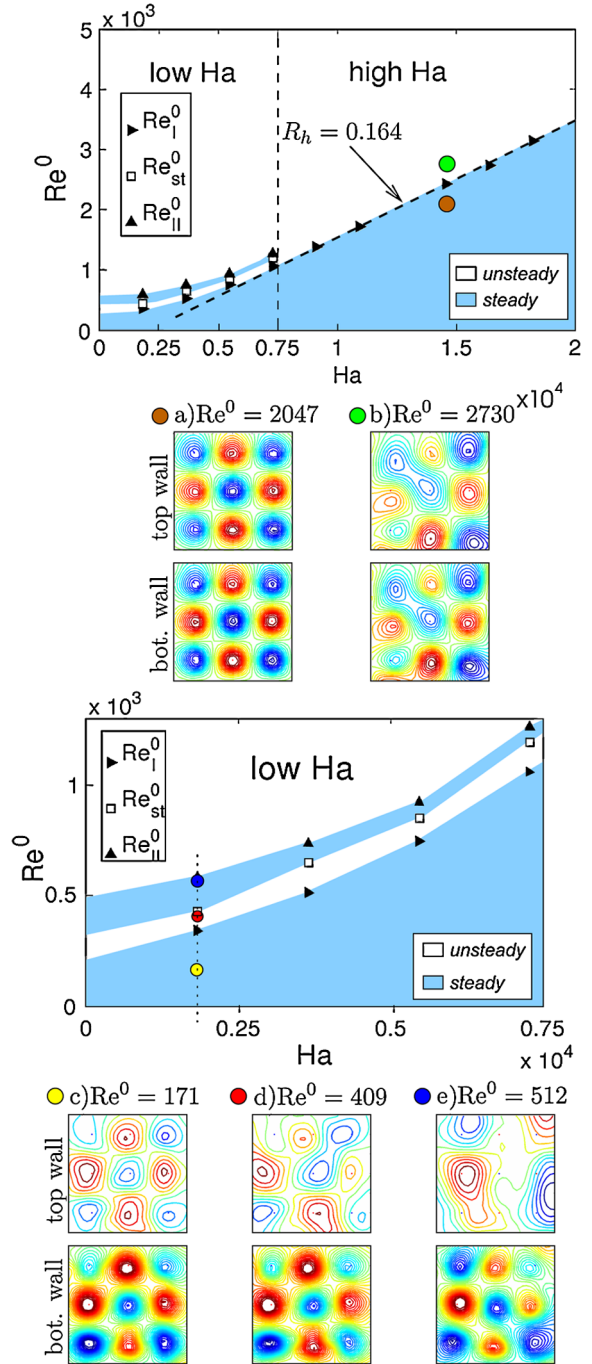 × 10³
5
4
3
2
1
0
Re⁰
low Ha
high Ha
Re⁰_I
Re⁰_st
Re⁰_II
R_h = 0.164
unsteady
steady
0 0.25 0.5 0.75 1 1.5 2
Ha
x10⁴
a)Re⁰ = 2047
b)Re⁰ = 2730
top wall
bot. wall
x 10³
1
0.5
0
Re⁰
low Ha
Re⁰_I
Re⁰_st
Re⁰_II
unsteady
steady
0 0.25 0.5 0.75
Ha
x 10⁴
c)Re⁰ = 171
d)Re⁰ = 409
e)Re⁰ = 512
top wall
bot. wall